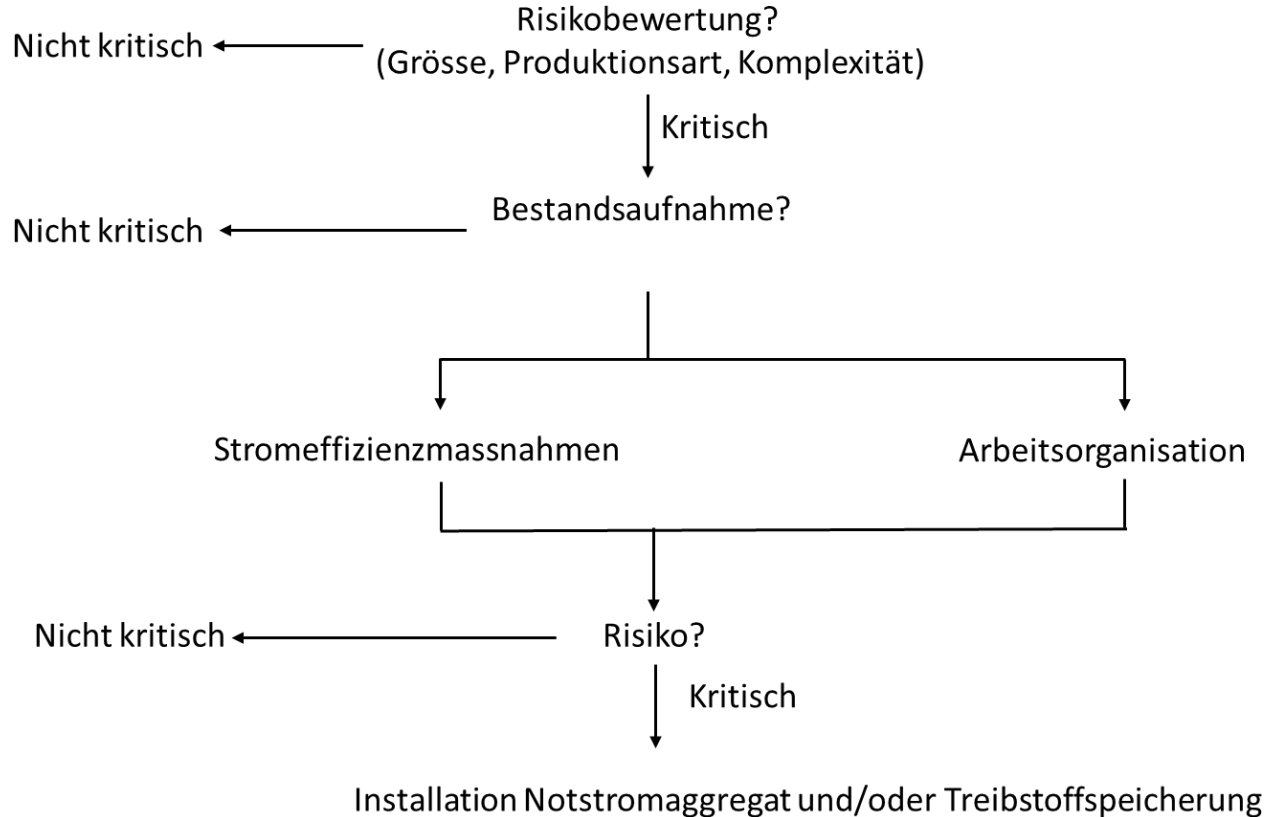 Risikobewertung?
Nicht kritisch
(Grösse, Produktionsart, Komplexität)
Kritisch
Bestandsaufnahme?
Nicht kritisch
Stromeffizienzmassnahmen
Arbeitsorganisation
Nicht kritisch
Risiko?
Kritisch
Installation Notstromaggregat und/oder Treibstoffspeicherung